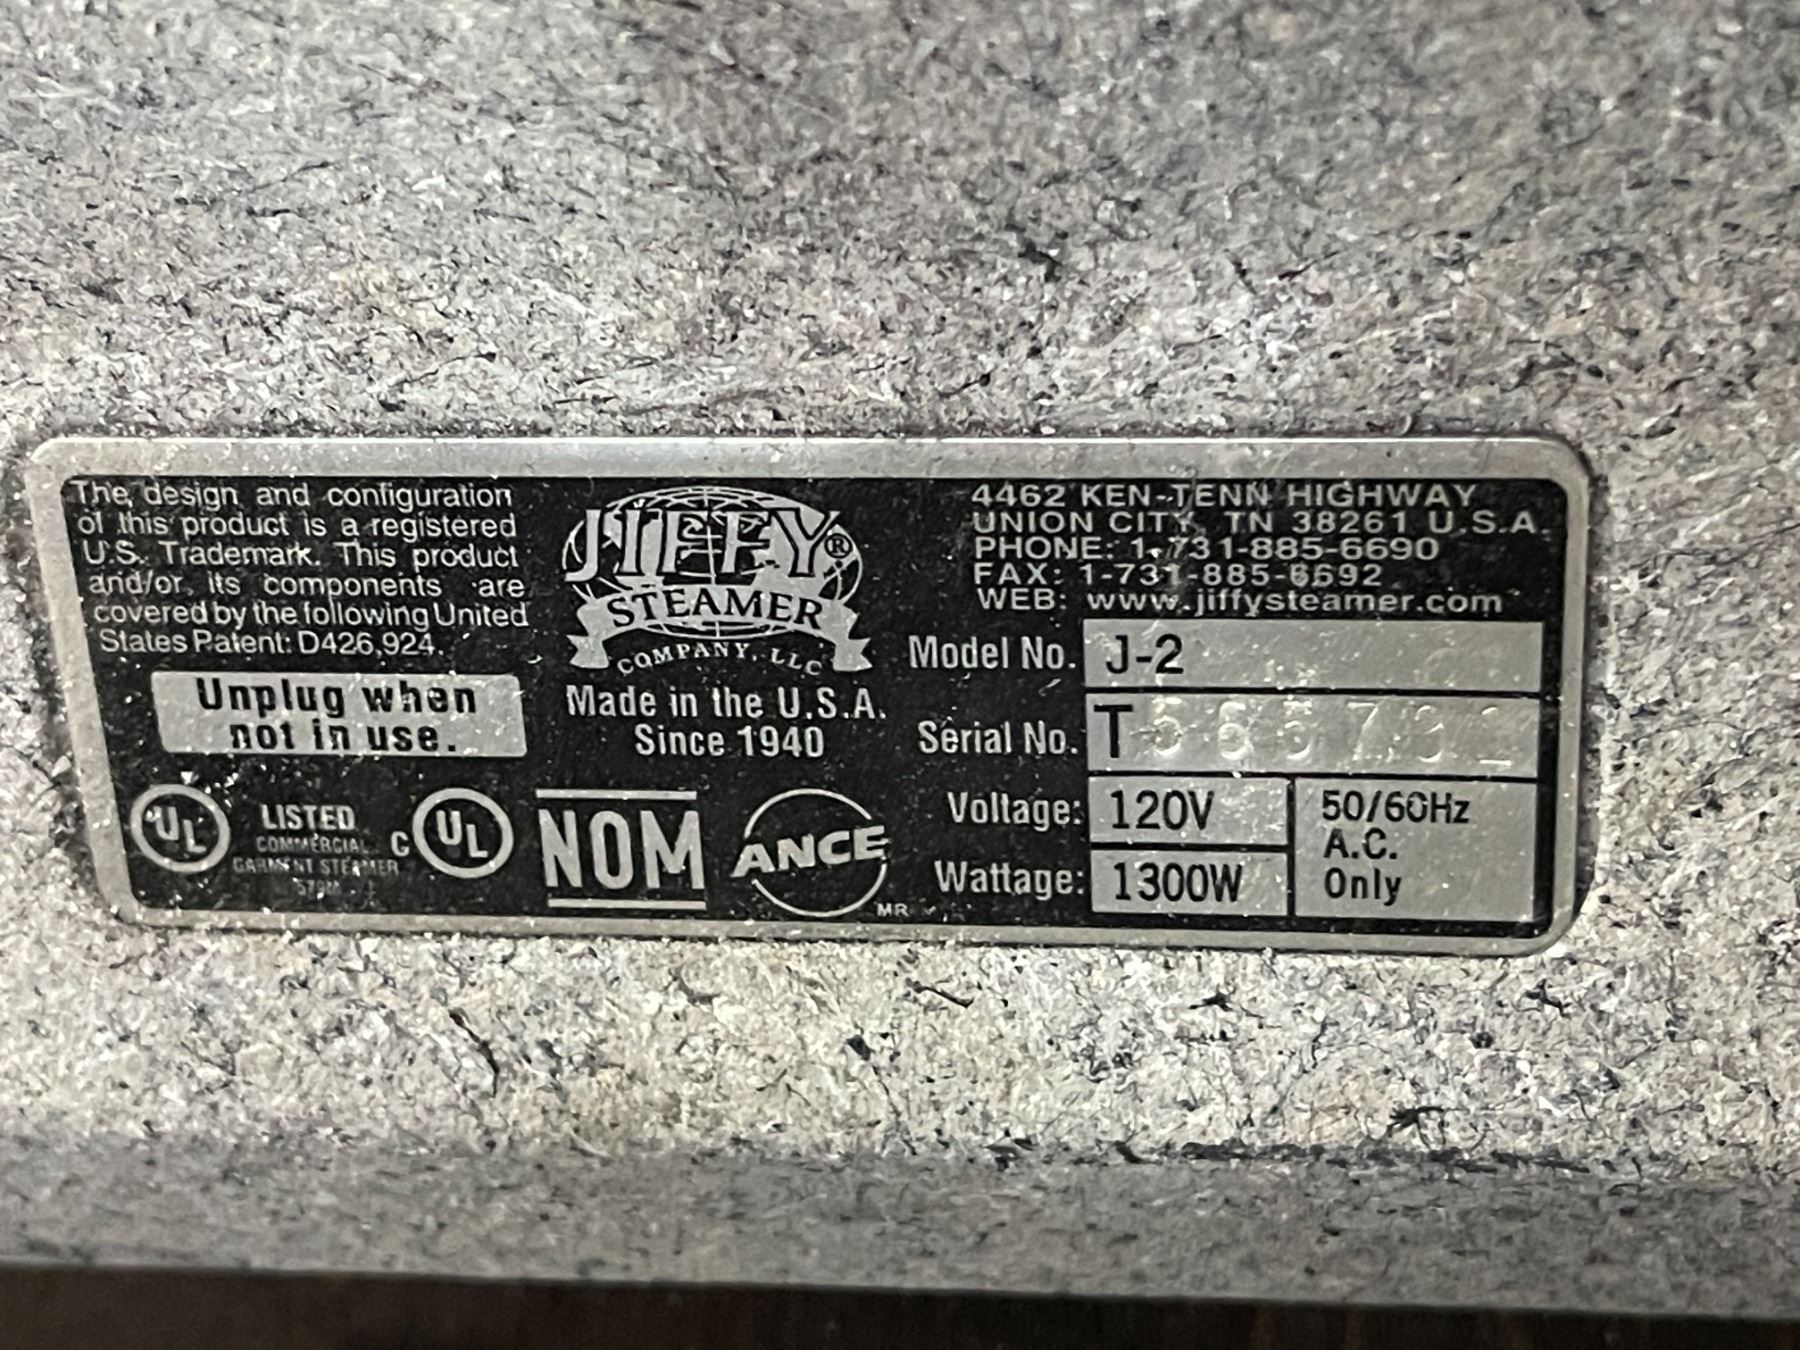 The design and configuration
of this product is a registered
U.S. Trademark. This product
and/or its components are
covered by the following United
States Patent: D426,924.
Unplug when
not in use.
UL
LISTED
COMMERCIAL
GARMENT STEAMER
C UL
NOM
ANCE
MR
JIFFY®
STEAMER
COMPANY, LLC
Made in the U.S.A.
Since 1940
4462 KEN-TENN HIGHWAY
UNION CITY, TN 38261 U.S.A.
PHONE: 1-731-885-6690
FAX: 1-731-885-6692
WEB: www.jiffysteamer.com
Model No. J-2
Serial No.
Voltage: 120V
Wattage: 1300W
50/60Hz
A.C.
Only